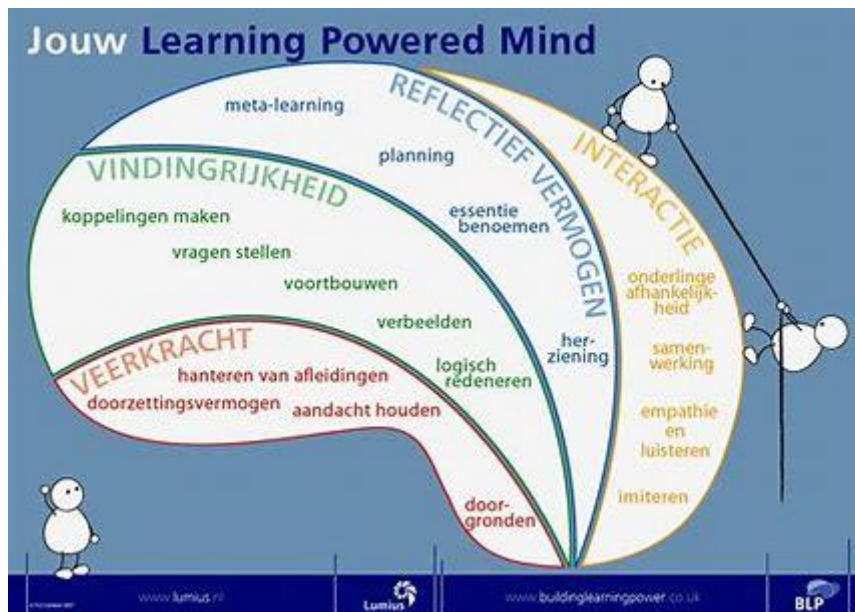 Jouw Learning Powered Mind
meta-learning
REFLECTIEF VERMOGEN
planning
essentie
benoemen
her-
ziening
INTERACTIE
onderlinge
afhankelijk-
heid
samen-
werking
empathie
en
luisteren
imiteren
VINDINGRIJKHEID
koppelingen maken
vragen stellen
voortbouwen
verbeelden
logisch
redeneren
VEERKRACHT
hanteren van afleidingen
doorzettingsvermogen
aandacht houden
door-
gronden
www.lumius.nl
Lumius
www.buildinglearningpower.co.uk
BLP